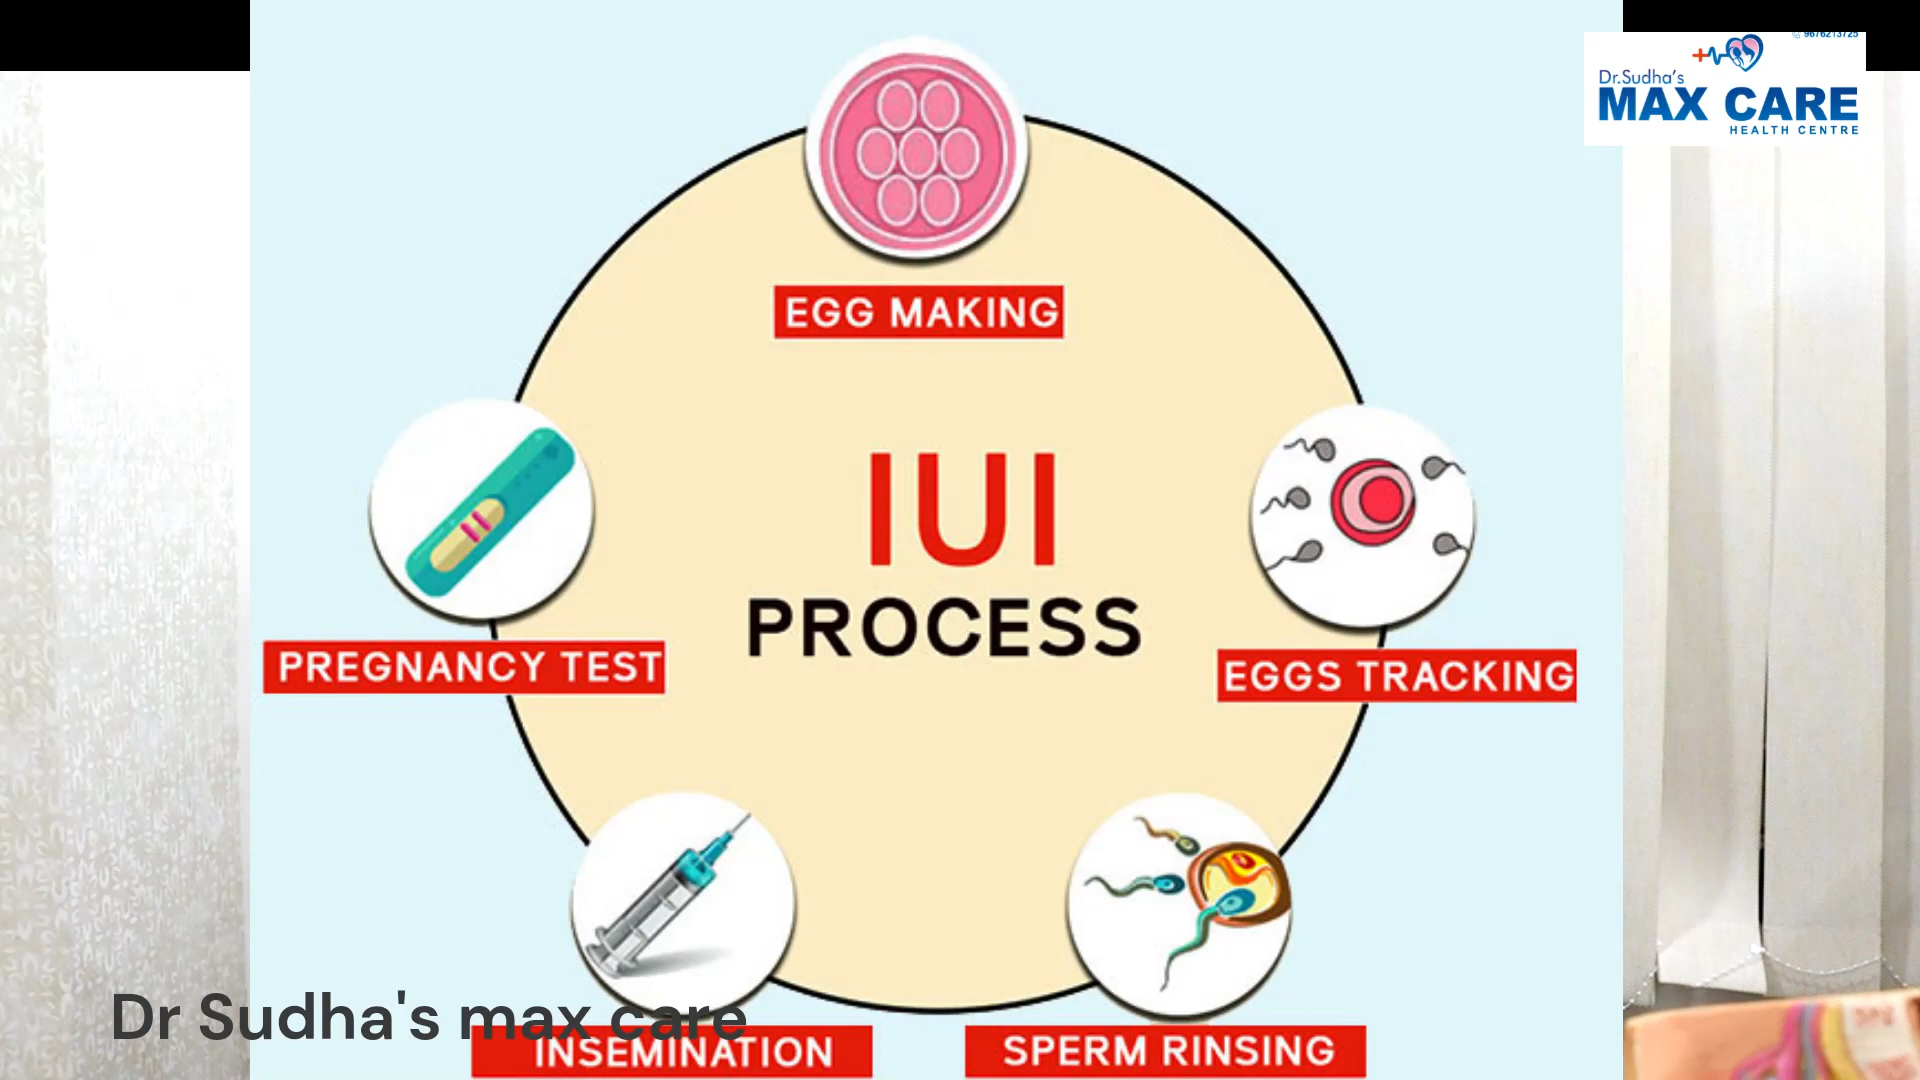 9676213725
Dr.Sudha's
MAX CARE
HEALTH CENTRE
EGG MAKING
IUI
PROCESS
PREGNANCY TEST
EGGS TRACKING
Dr Sudha's max care
INSEMINATION
SPERM RINSING